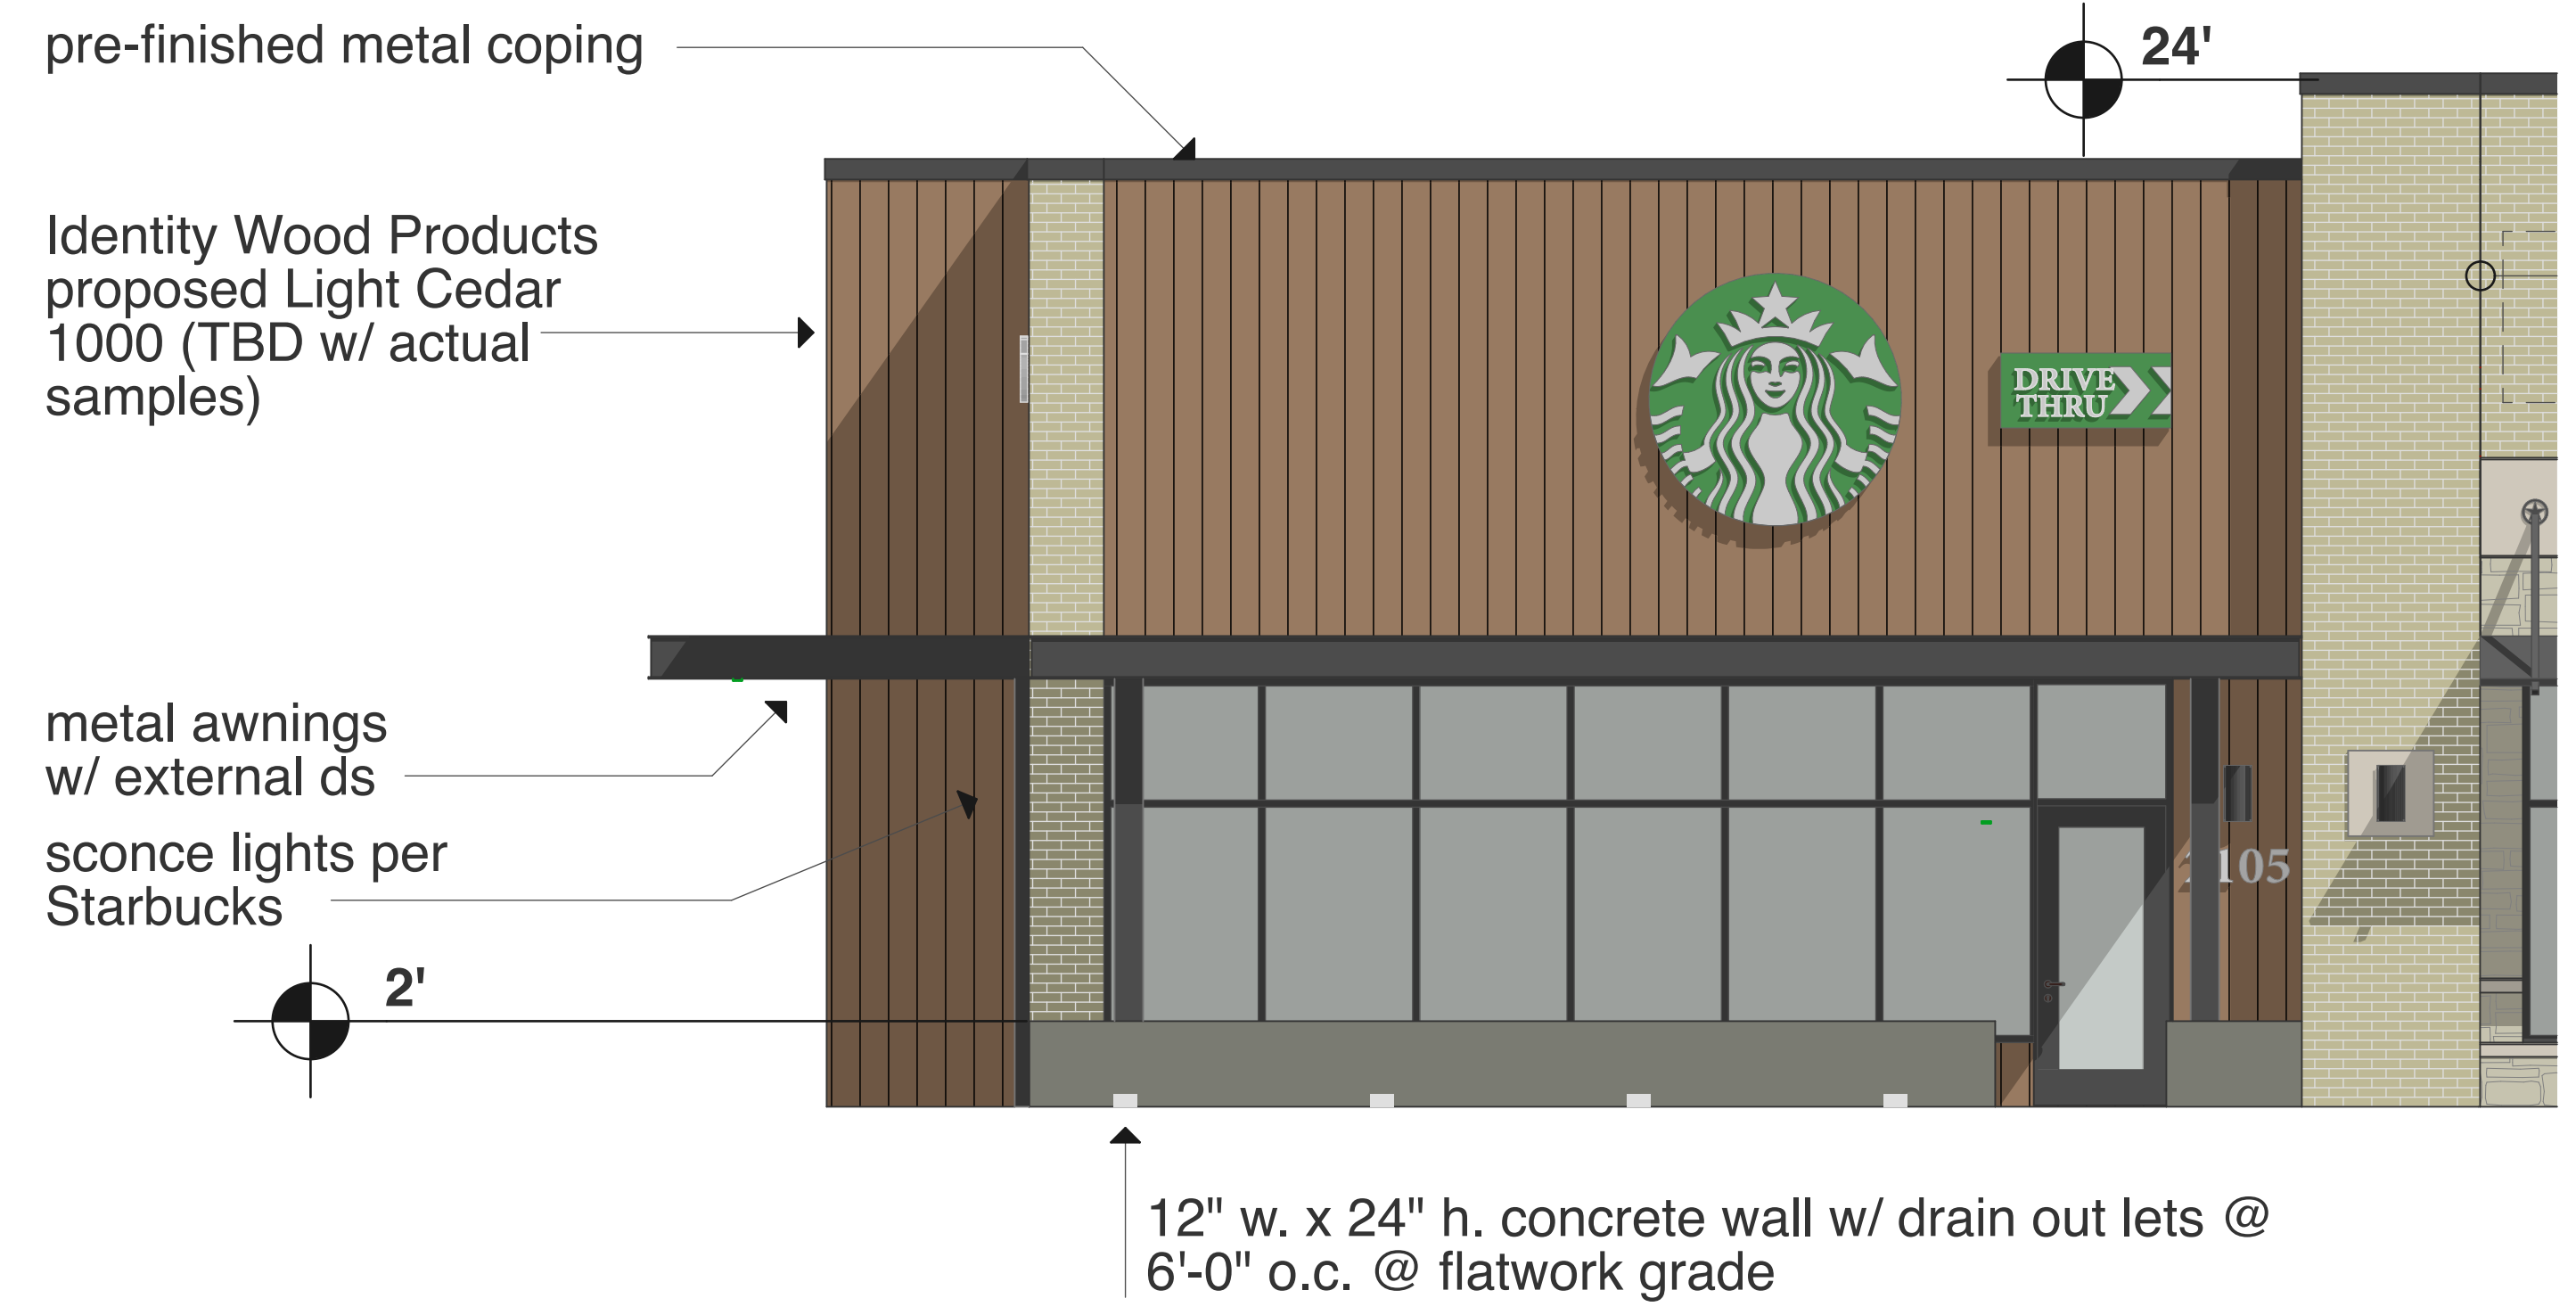 pre-finished metal coping
24'
Identity Wood Products
proposed Light Cedar
1000 (TBD w/ actual
samples)
DRIVE
THRU
metal awnings
w/ external ds
sconce lights per
Starbucks
105
2'
12" w. x 24" h. concrete wall w/ drain out lets @
6'-0" o.c. @ flatwork grade